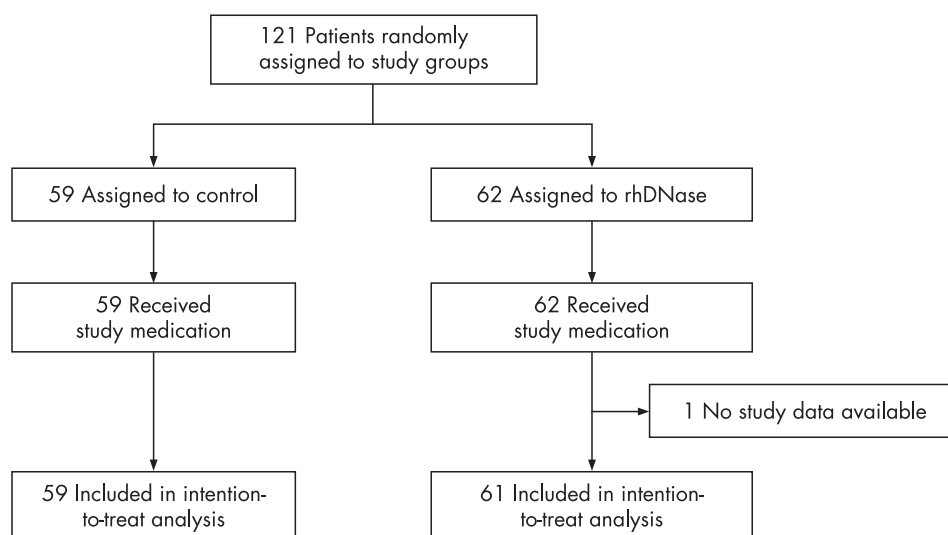 121 Patients randomly
assigned to study groups
59 Assigned to control
62 Assigned to rhDNase
59 Received
study medication
62 Received
study medication
1 No study data available
59 Included in intention-
to-treat analysis
61 Included in intention-
to-treat analysis